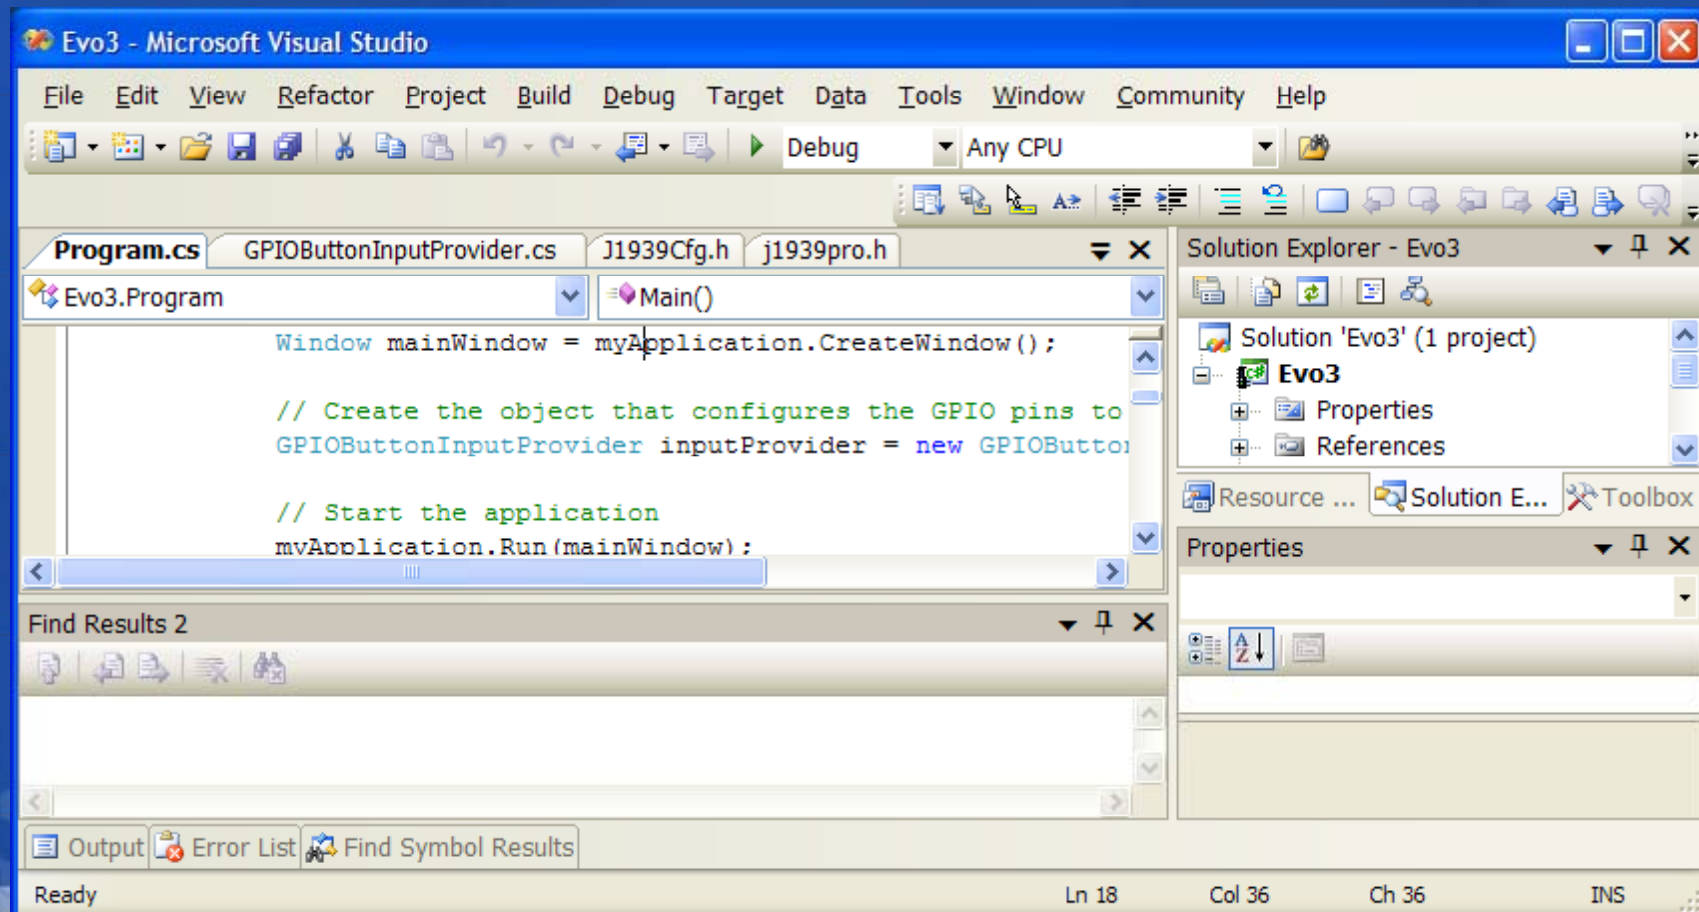 Evo3 - Microsoft Visual Studio
File Edit View Refactor Project Build Debug Target Data Tools Window Community Help
Debug Any CPU
Program.cs GPIOButtonInputProvider.cs J1939Cfg.h j1939pro.h
Evo3.Program Main()
Window mainWindow = myApplication.CreateWindow();
// Create the object that configures the GPIO pins to
GPIOButtonInputProvider inputProvider = new GPIOButton
// Start the application
myApplication.Run(mainWindow);
Solution Explorer - Evo3
Solution 'Evo3' (1 project)
Evo3
Properties
References
Resource ... Solution E... Toolbox
Properties
Find Results 2
Output Error List Find Symbol Results
Ready Ln 18 Col 36 Ch 36 INS